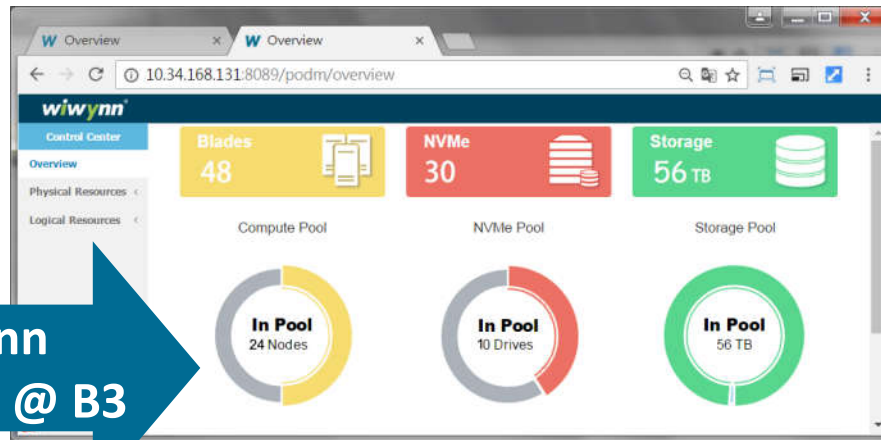 W Overview
W Overview
10.34.168.131:8089/podm/overview
wiwynn
Control Center
Overview
Physical Resources
Logical Resources
Blades
48
NVMe
30
Storage
56 TB
Compute Pool
NVMe Pool
Storage Pool
In Pool
24 Nodes
In Pool
10 Drives
In Pool
56 TB
nn
@ B3